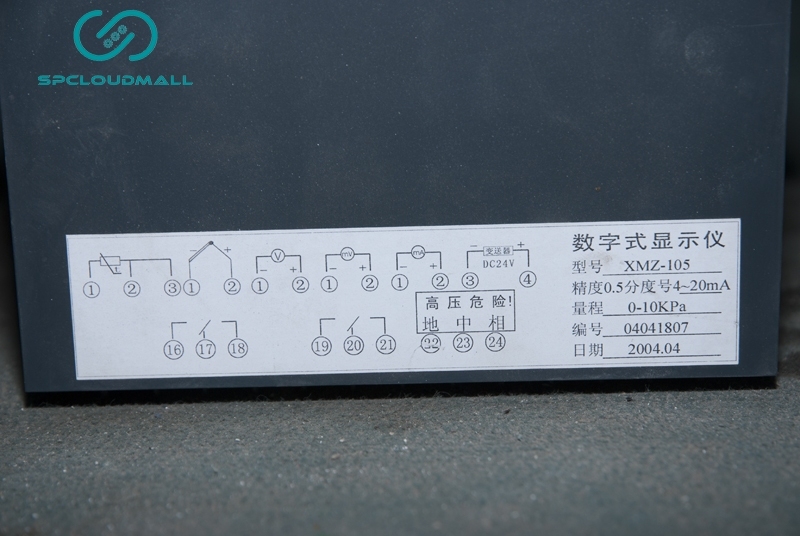 SPCLOUDMALL
数字式显示仪
型号 XMZ-105
精度0.5分度号4~20mA
量程 0-10KPa
编号 04041807
日期 2004.04
t
− + − V + − mV + − mA + − 变送器 +
DC24V
① ② ③ ① ② ① ② ① ② ① ② ③ ④
高压危险!
地 中 相
⑯ ⑰ ⑱ ⑲ ⑳ ㉑ ㉒ ㉓ ㉔